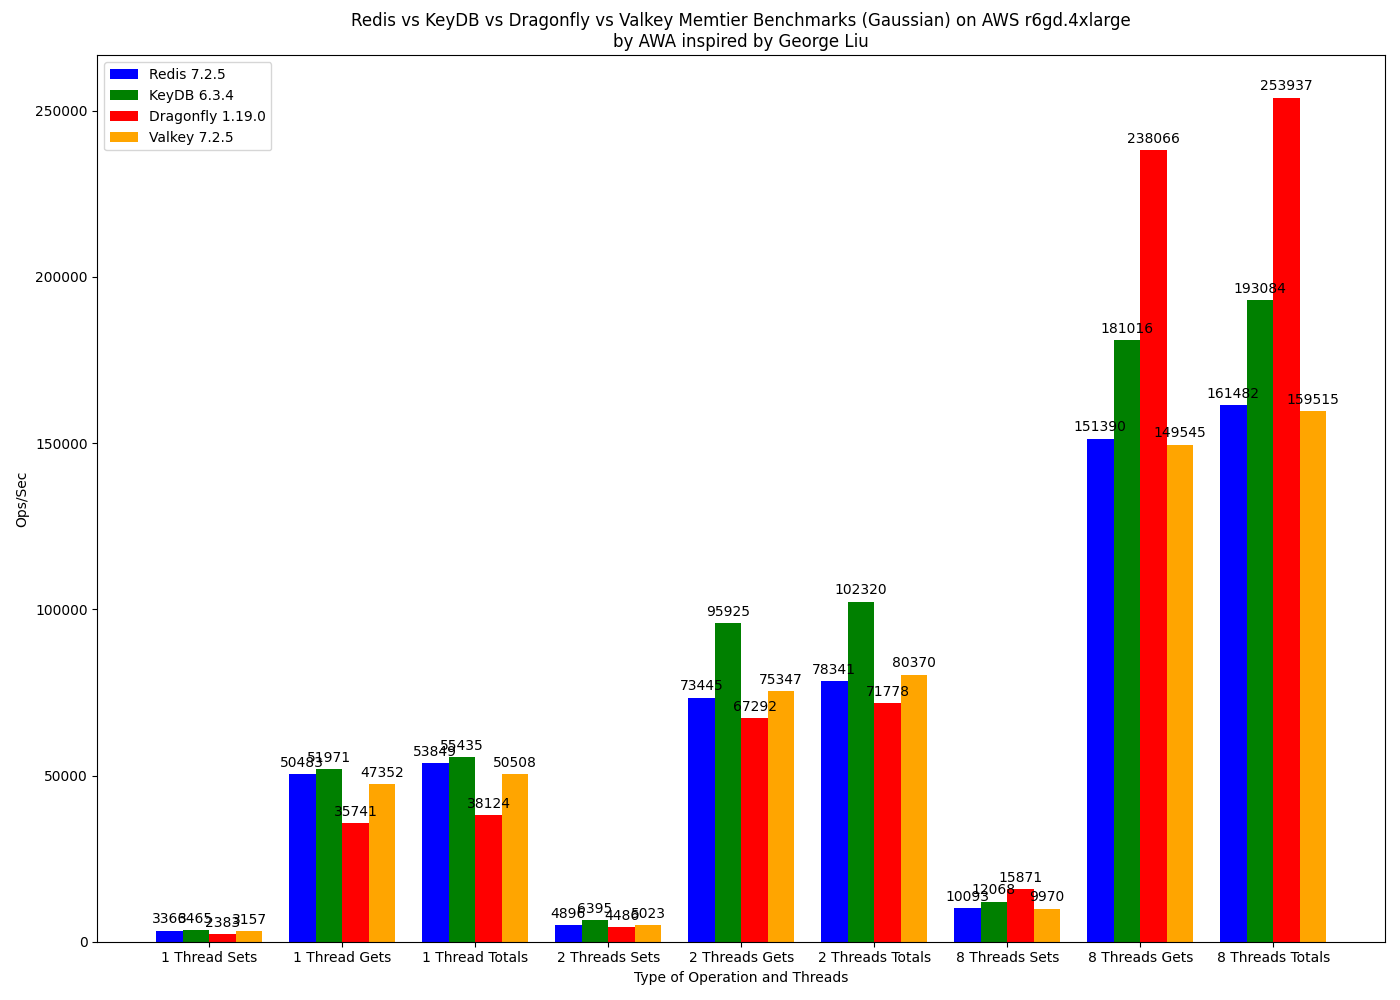 Redis vs KeyDB vs Dragonfly vs Valkey Memtier Benchmarks (Gaussian) on AWS r6gd.4xlarge
by AWA inspired by George Liu
Redis 7.2.5
KeyDB 6.3.4
Dragonfly 1.19.0
Valkey 7.2.5
Ops/Sec
250000
200000
150000
100000
50000
0
3366 3465 2383 3157
50483 51971 35741 47352
53849 55435 38124 50508
4896 6395 4486 5023
73445 95925 67292 75347
78341 102320 71778 80370
10093 12068 15871 9970
151390 181016 238066 149545
161482 193084 253937 159515
1 Thread Sets 1 Thread Gets 1 Thread Totals 2 Threads Sets 2 Threads Gets 2 Threads Totals 8 Threads Sets 8 Threads Gets 8 Threads Totals
Type of Operation and Threads